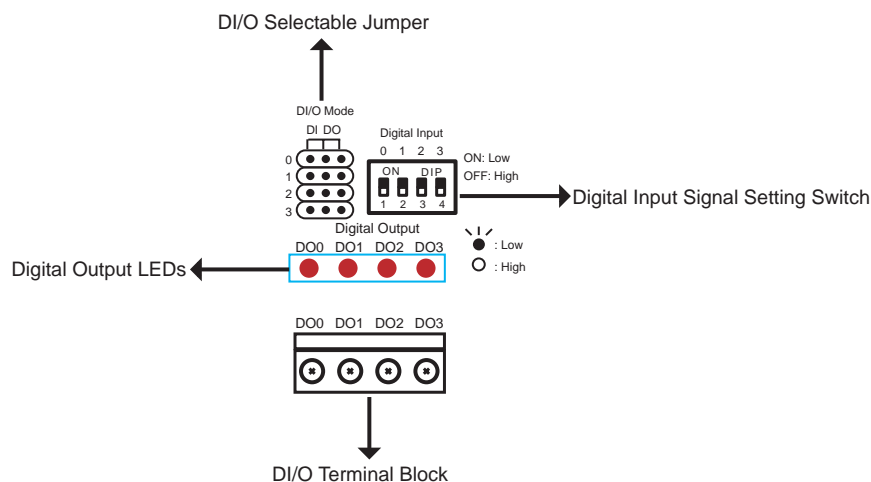 DI/O Selectable Jumper
DI/O Mode
DI DO
0
1
2
3
Digital Input
0 1 2 3
ON DIP
1 2 3 4
ON: Low
OFF: High
Digital Input Signal Setting Switch
Digital Output
DO0 DO1 DO2 DO3
: Low
: High
Digital Output LEDs
DO0 DO1 DO2 DO3
DI/O Terminal Block